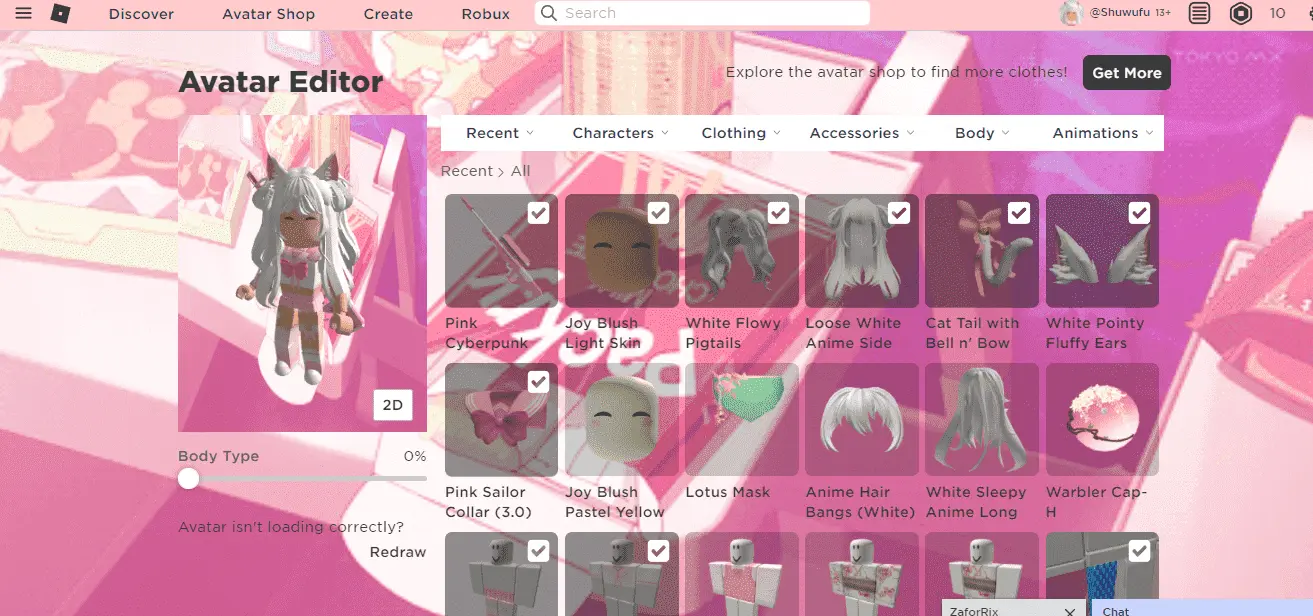 Discover
Avatar Shop
Create
Robux
Search
@Shuwufu 13+
10
Avatar Editor
Explore the avatar shop to find more clothes!
Get More
Recent
Characters
Clothing
Accessories
Body
Animations
Recent > All
Pink
Cyberpunk
Joy Blush
Light Skin
White Flowy
Pigtails
Loose White
Anime Side
Cat Tail with
Bell n' Bow
White Pointy
Fluffy Ears
2D
Body Type
0%
Pink Sailor
Collar (3.0)
Joy Blush
Pastel Yellow
Lotus Mask
Anime Hair
Bangs (White)
White Sleepy
Anime Long
Warbler Cap-
H
Avatar isn't loading correctly?
Redraw
ZaforRix
Chat
TOKYO MX